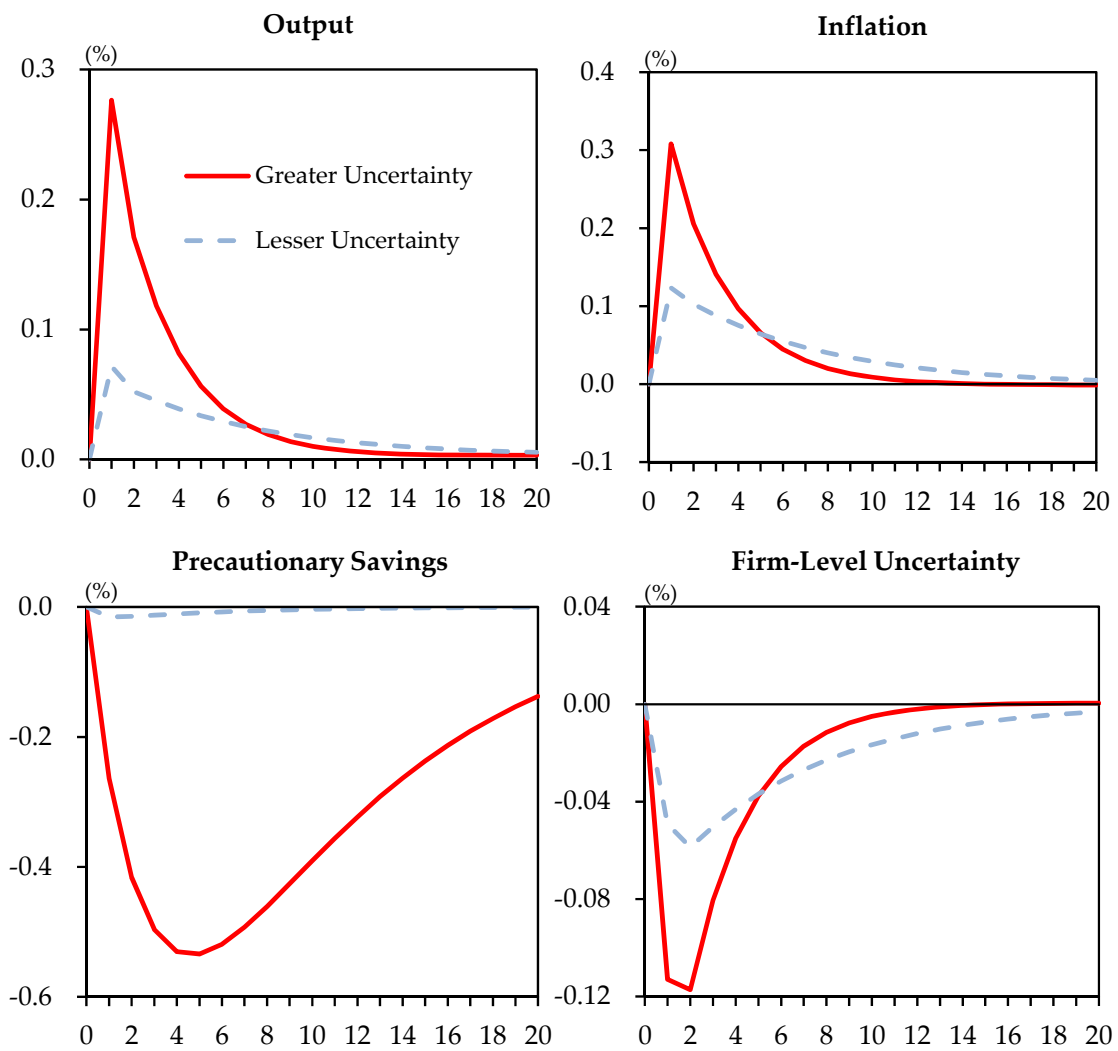 Output
(%)
0.3
0.2
0.1
0.0
Greater Uncertainty
Lesser Uncertainty
0 2 4 6 8 10 12 14 16 18 20
Inflation
(%)
0.4
0.3
0.2
0.1
0.0
-0.1
0 2 4 6 8 10 12 14 16 18 20
Precautionary Savings
(%)
0.0
-0.2
-0.4
-0.6
0 2 4 6 8 10 12 14 16 18 20
Firm-Level Uncertainty
(%)
0.04
0.00
-0.04
-0.08
-0.12
0 2 4 6 8 10 12 14 16 18 20